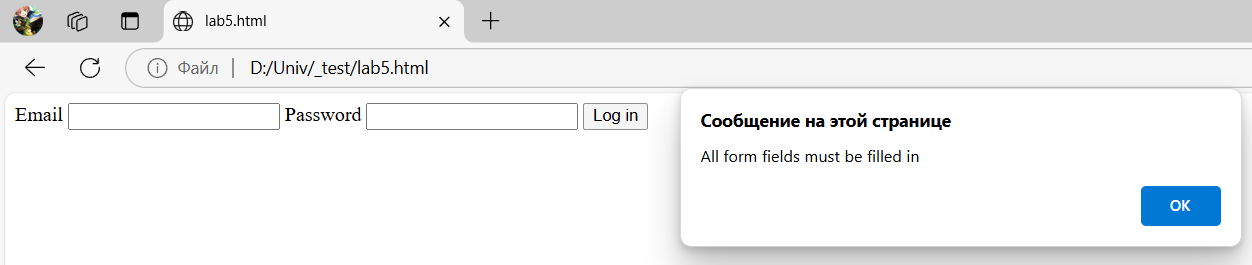 lab5.html
Файл D:/Univ/_test/lab5.html
Email Password Log in
Сообщение на этой странице
All form fields must be filled in
OK